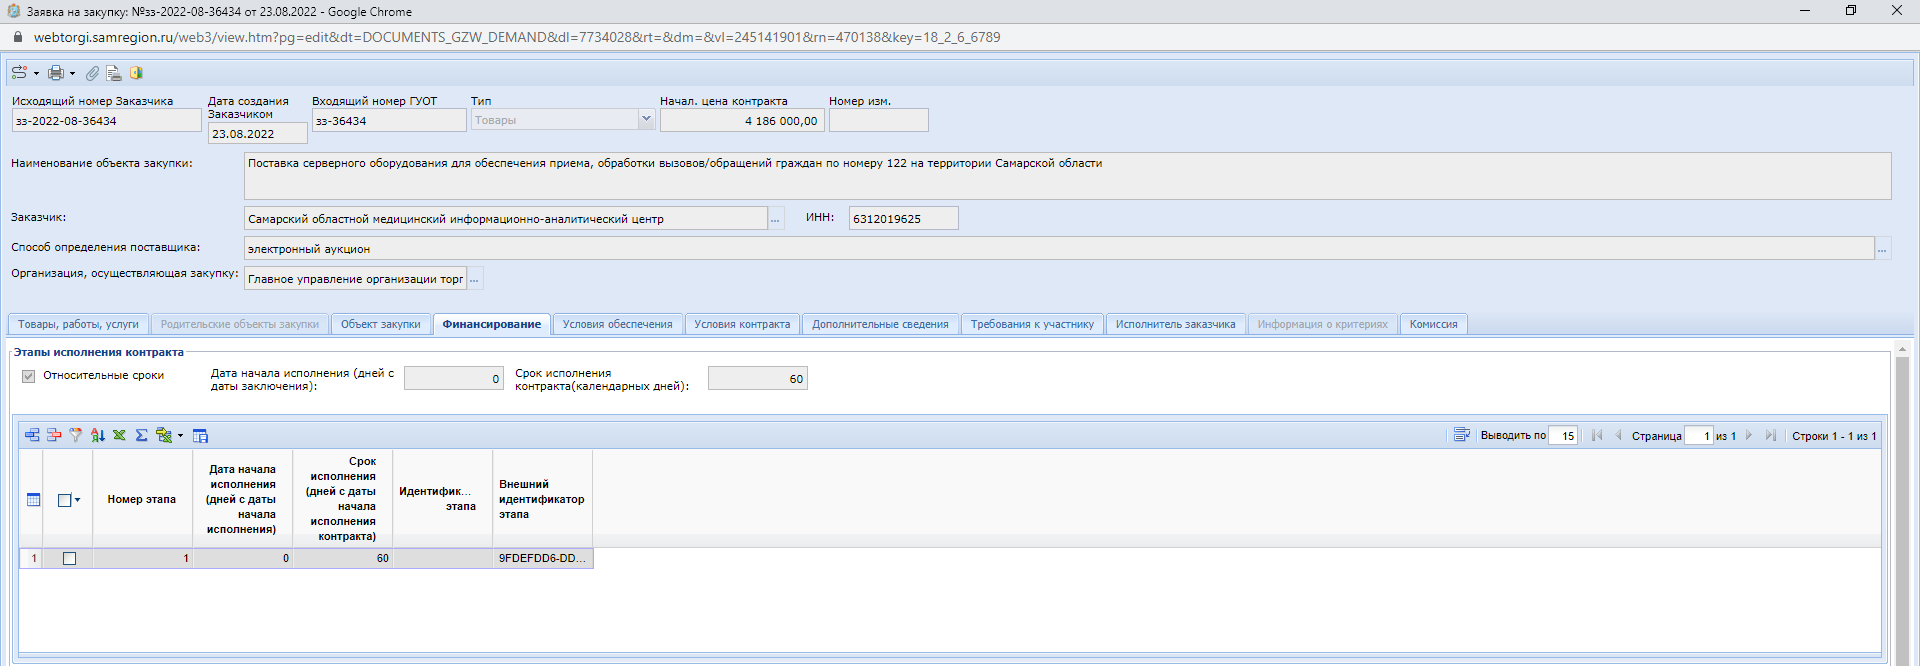 Заявка на закупку: №зз-2022-08-36434 от 23.08.2022 - Google Chrome
webtorgi.samregion.ru/web3/view.htm?pg=edit&dt=DOCUMENTS_GZW_DEMAND&dl=7734028&rt=&dm=&vl=245141901&rn=470138&key=18_2_6_6789
Исходящий номер Заказчика
зз-2022-08-36434
Дата создания
Заказчиком
23.08.2022
Входящий номер ГУОТ
зз-36434
Тип
Товары
Начал. цена контракта
4 186 000,00
Номер изм.
Наименование объекта закупки:
Поставка серверного оборудования для обеспечения приема, обработки вызовов/обращений граждан по номеру 122 на территории Самарской области
Заказчик:
Самарский областной медицинский информационно-аналитический центр
...
ИНН:
6312019625
Способ определения поставщика:
электронный аукцион
...
Организация, осуществляющая закупку:
Главное управление организации торг
...
Товары, работы, услуги
Родительские объекты закупки
Объект закупки
Финансирование
Условия обеспечения
Условия контракта
Дополнительные сведения
Требования к участнику
Исполнитель заказчика
Информация о критериях
Комиссия
Этапы исполнения контракта
Относительные сроки
Дата начала исполнения (дней с
даты заключения):
0
Срок исполнения
контракта(календарных дней):
60
Выводить по 15
Страница 1 из 1
Строки 1 - 1 из 1
Номер этапа
Дата начала
исполнения
(дней с даты
начала
исполнения)
Срок
исполнения
(дней с даты
начала
исполнения
контракта)
Идентифик...
этапа
Внешний
идентификатор
этапа
1 1 0 60 9FDEFDD6-DD...